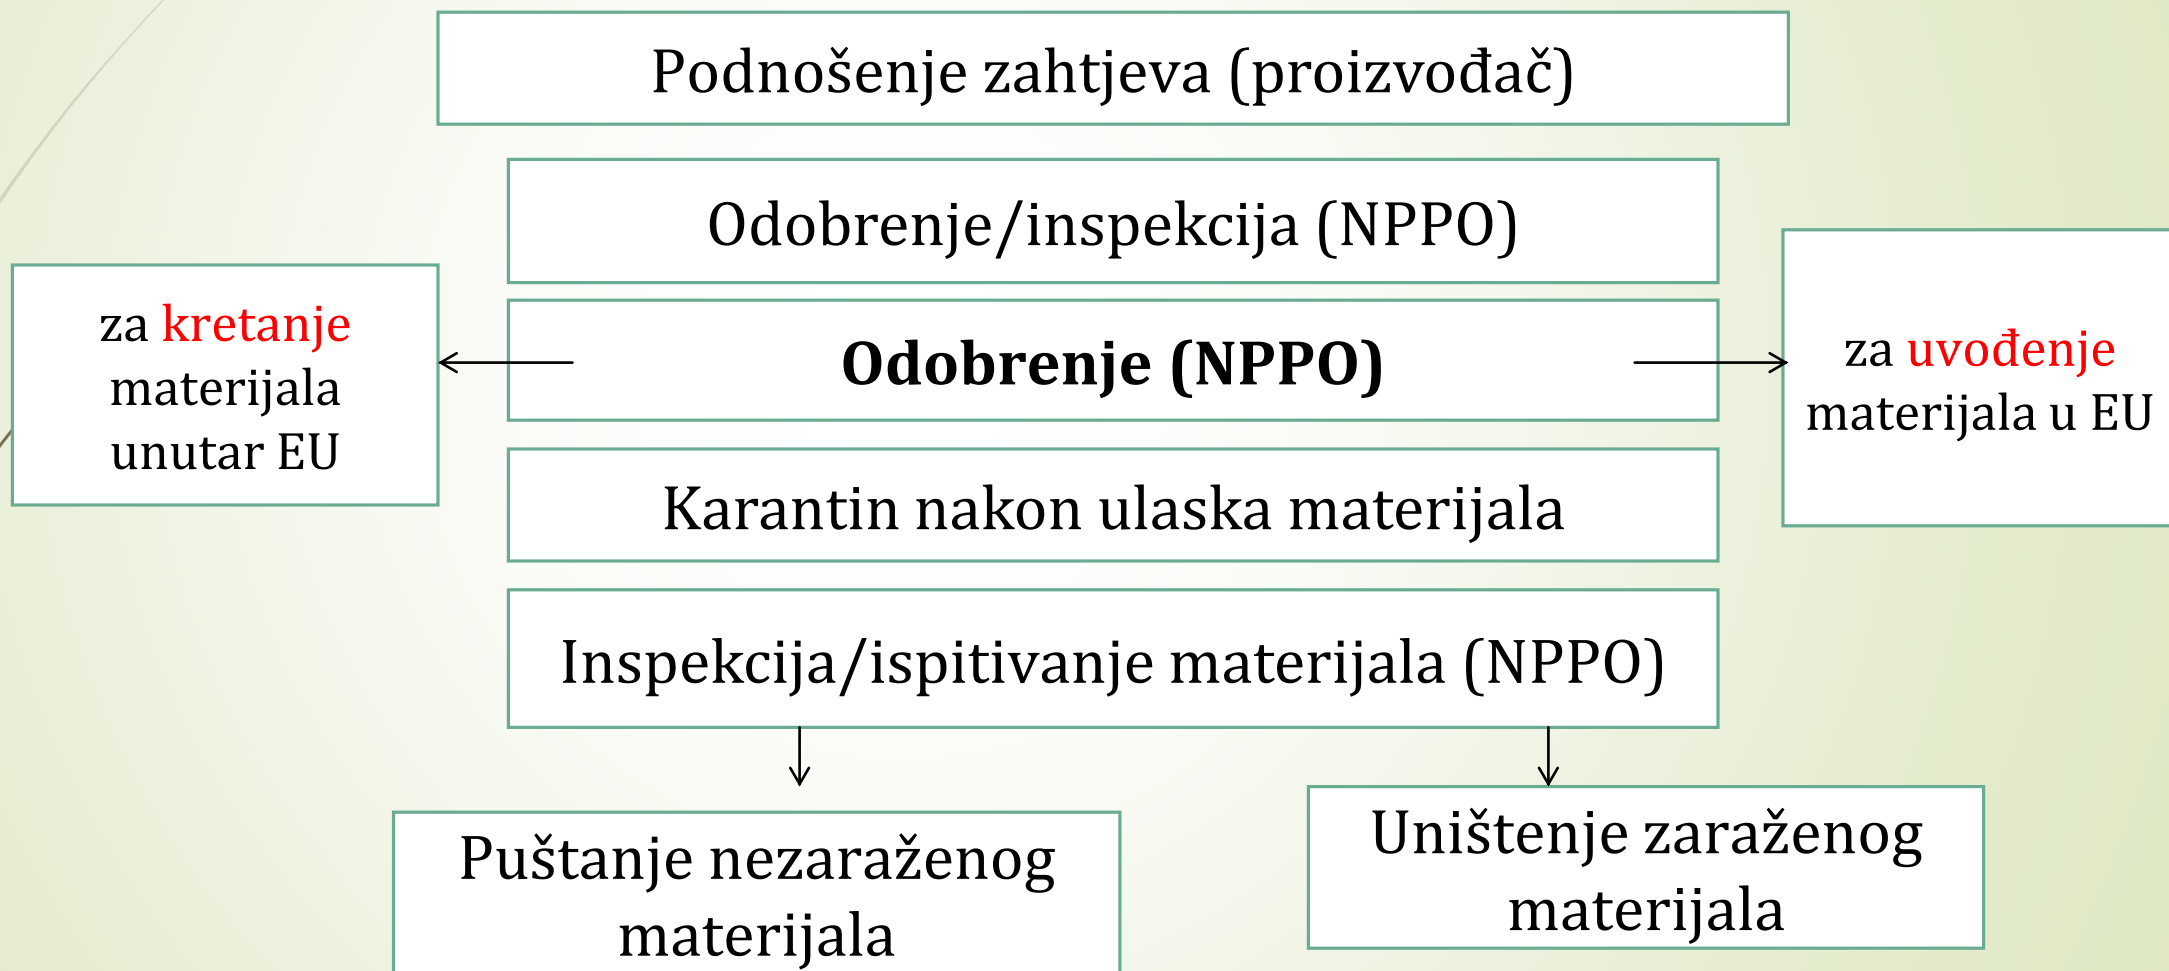 Podnošenje zahtjeva (proizvođač)
Odobrenje/inspekcija (NPPO)
za kretanje
materijala
unutar EU
Odobrenje (NPPO)
za uvođenje
materijala u EU
Karantin nakon ulaska materijala
Inspekcija/ispitivanje materijala (NPPO)
Puštanje nezaraženog
materijala
Uništenje zaraženog
materijala